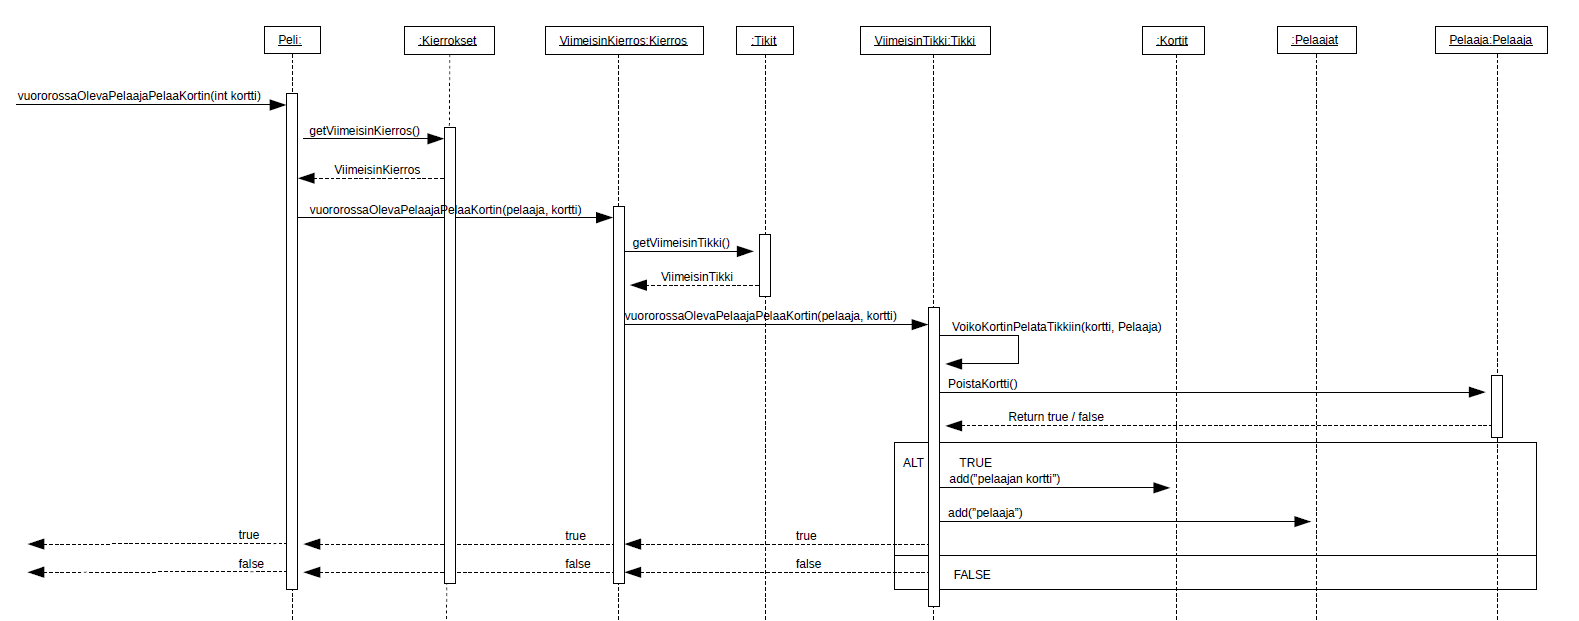 Peli:
:Kierrokset
ViimeisinKierros:Kierros
:Tikit
ViimeisinTikki:Tikki
:Kortit
:Pelaajat
Pelaaja:Pelaaja
vuororossaOlevaPelaajaPelaaKortin(int kortti)
getViimeisinKierros()
ViimeisinKierros
vuororossaOlevaPelaajaPelaaKortin(pelaaja, kortti)
getViimeisinTikki()
ViimeisinTikki
vuororossaOlevaPelaajaPelaaKortin(pelaaja, kortti)
VoikoKortinPelataTikkiin(kortti, Pelaaja)
PoistaKortti()
Return true / false
ALT TRUE
add("pelaajan kortti")
add("pelaaja")
true true true
false false false
FALSE